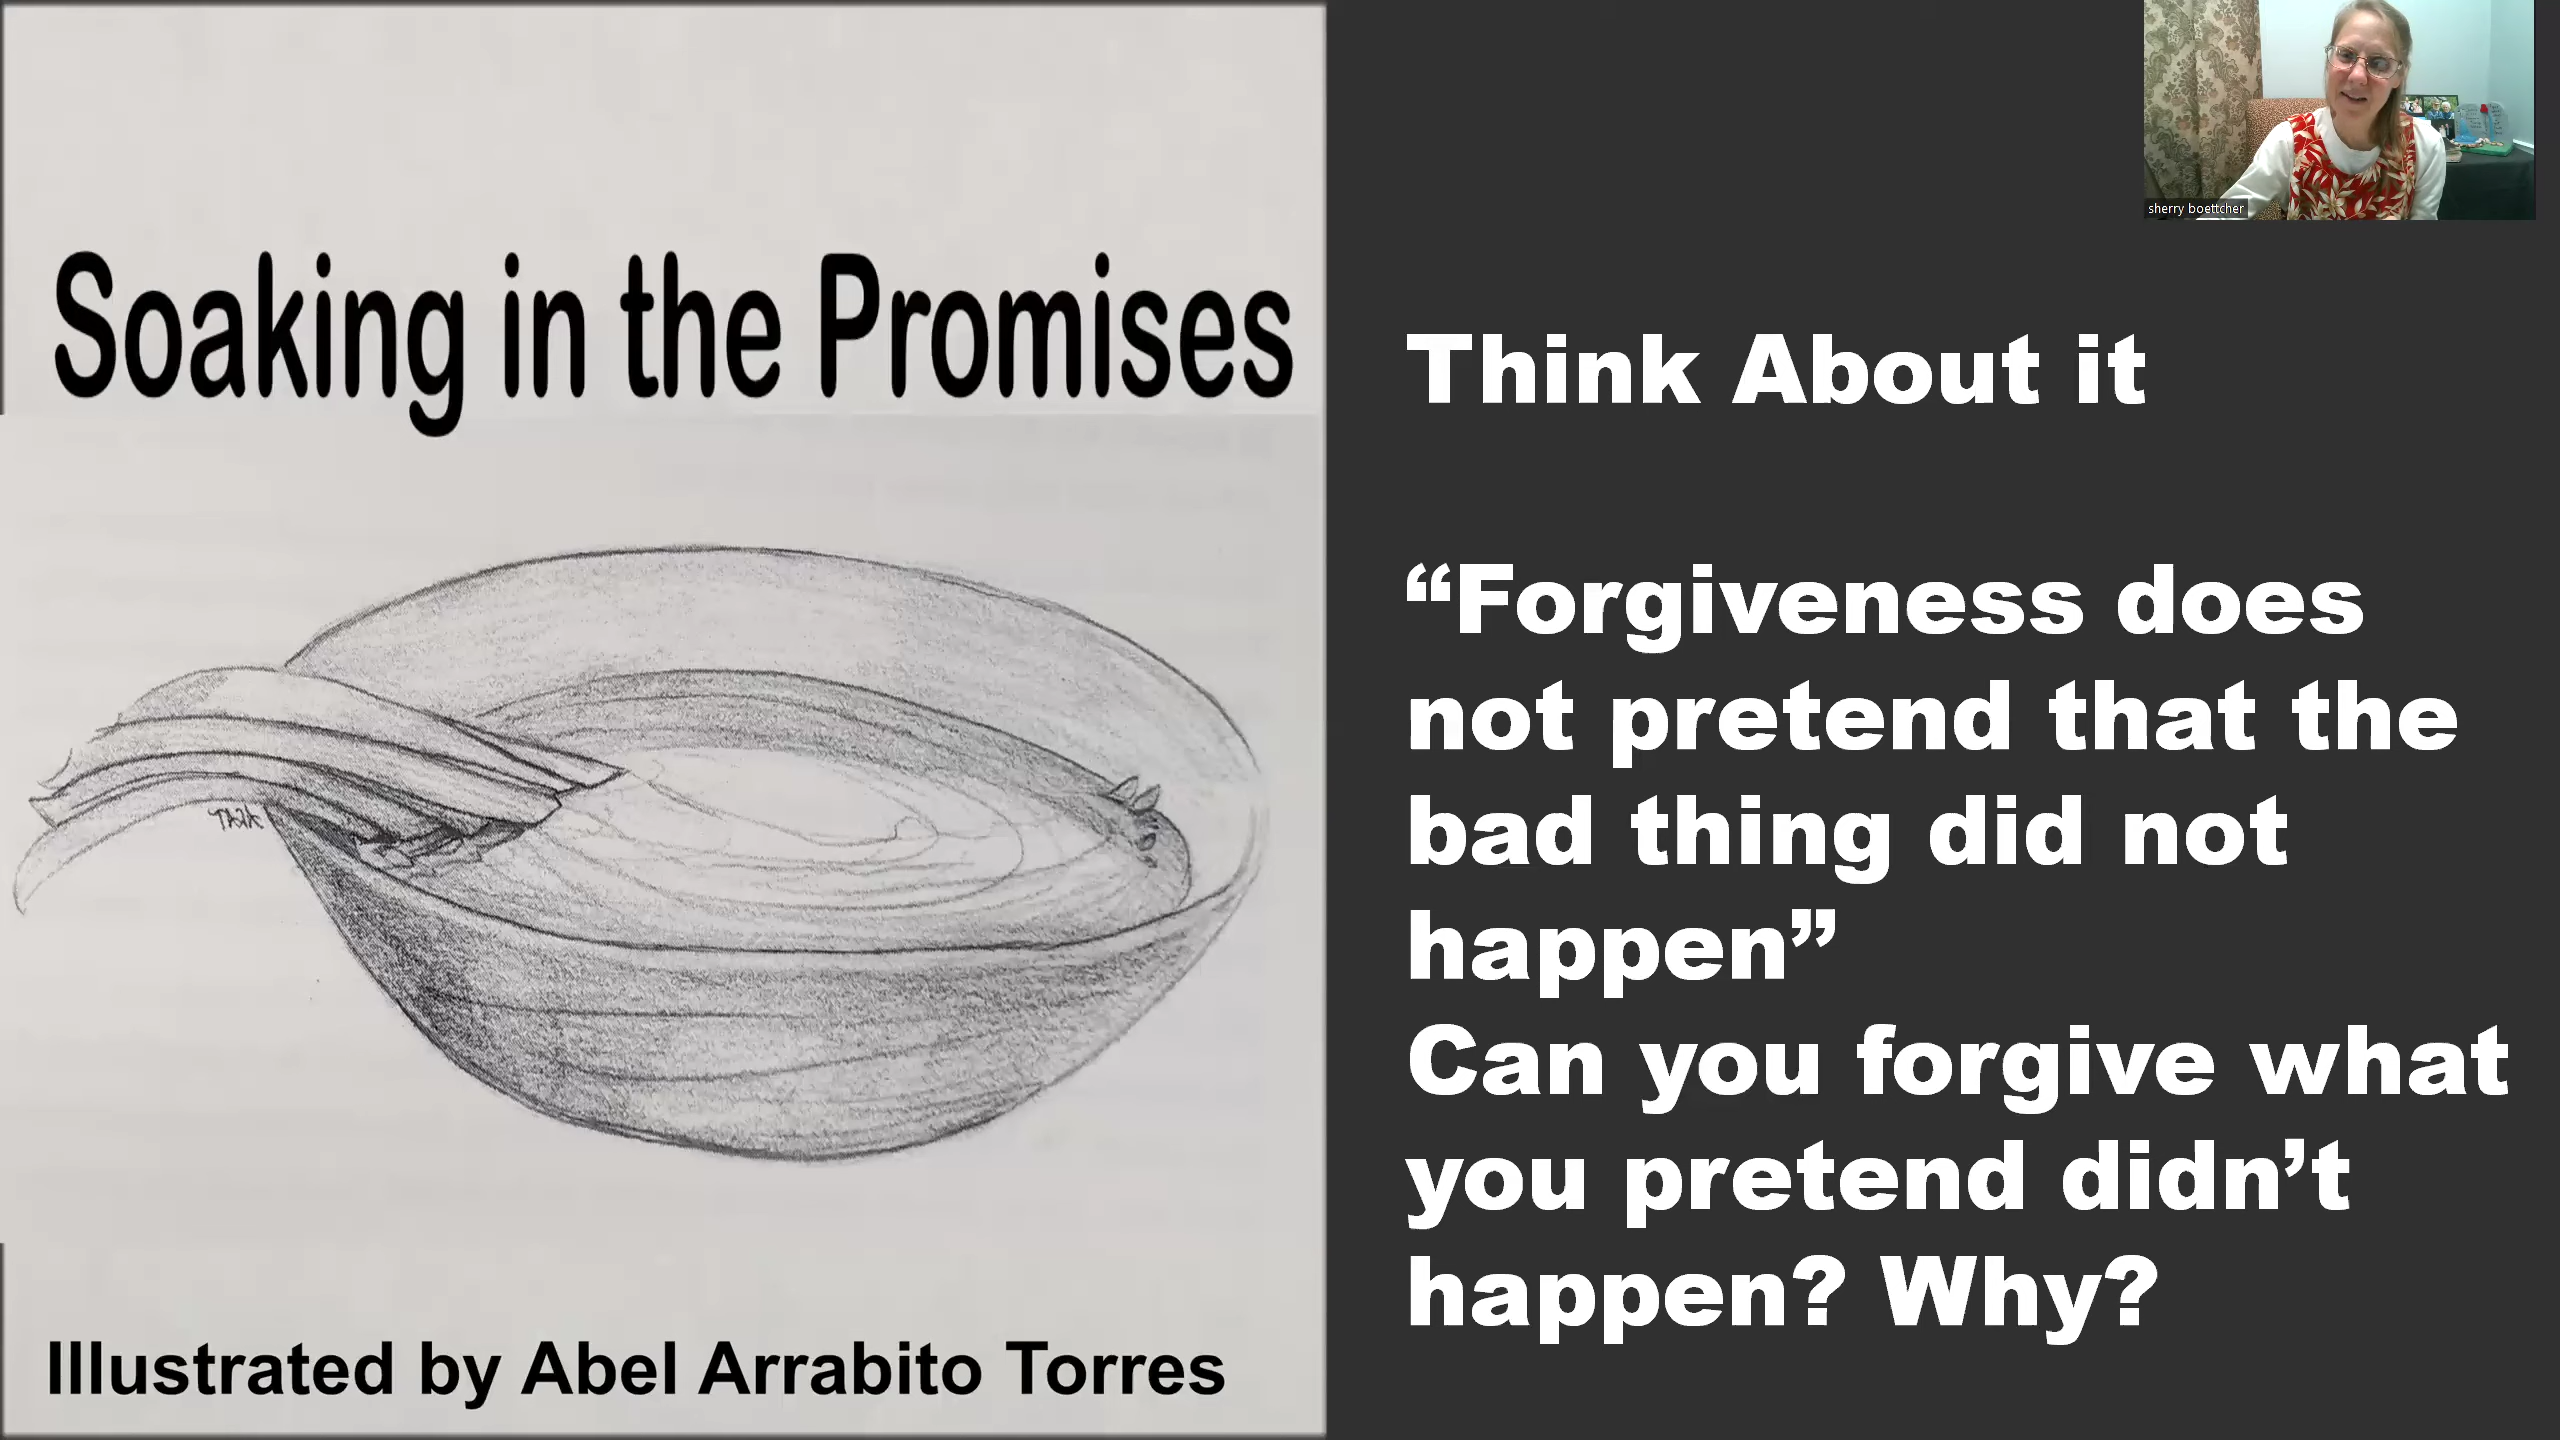 Soaking in the Promises
Illustrated by Abel Arrabito Torres
sherry boettcher
Think About it
“Forgiveness does
not pretend that the
bad thing did not
happen”
Can you forgive what
you pretend didn’t
happen? Why?